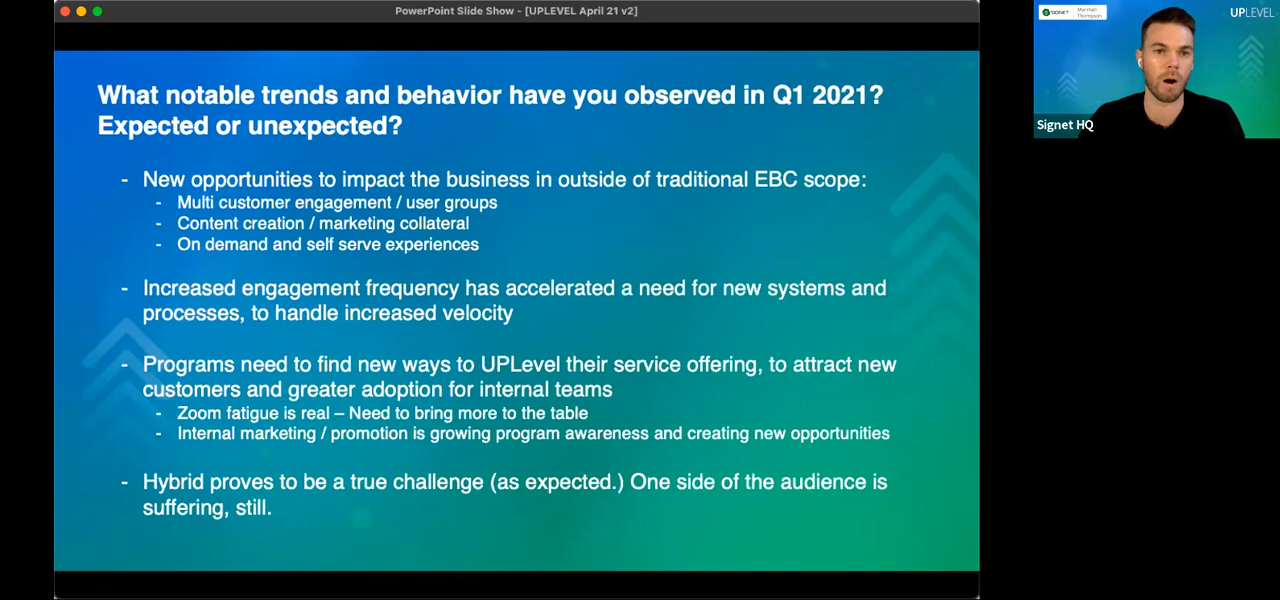 PowerPoint Slide Show - [UPLEVEL April 21 v2]
What notable trends and behavior have you observed in Q1 2021?
Expected or unexpected?
- New opportunities to impact the business in outside of traditional EBC scope:
- Multi customer engagement / user groups
- Content creation / marketing collateral
- On demand and self serve experiences
- Increased engagement frequency has accelerated a need for new systems and
processes, to handle increased velocity
- Programs need to find new ways to UPLevel their service offering, to attract new
customers and greater adoption for internal teams
- Zoom fatigue is real – Need to bring more to the table
- Internal marketing / promotion is growing program awareness and creating new opportunities
- Hybrid proves to be a true challenge (as expected.) One side of the audience is
suffering, still.
SIGNET
Marshall
Thompson
UPLEVEL
Signet HQ